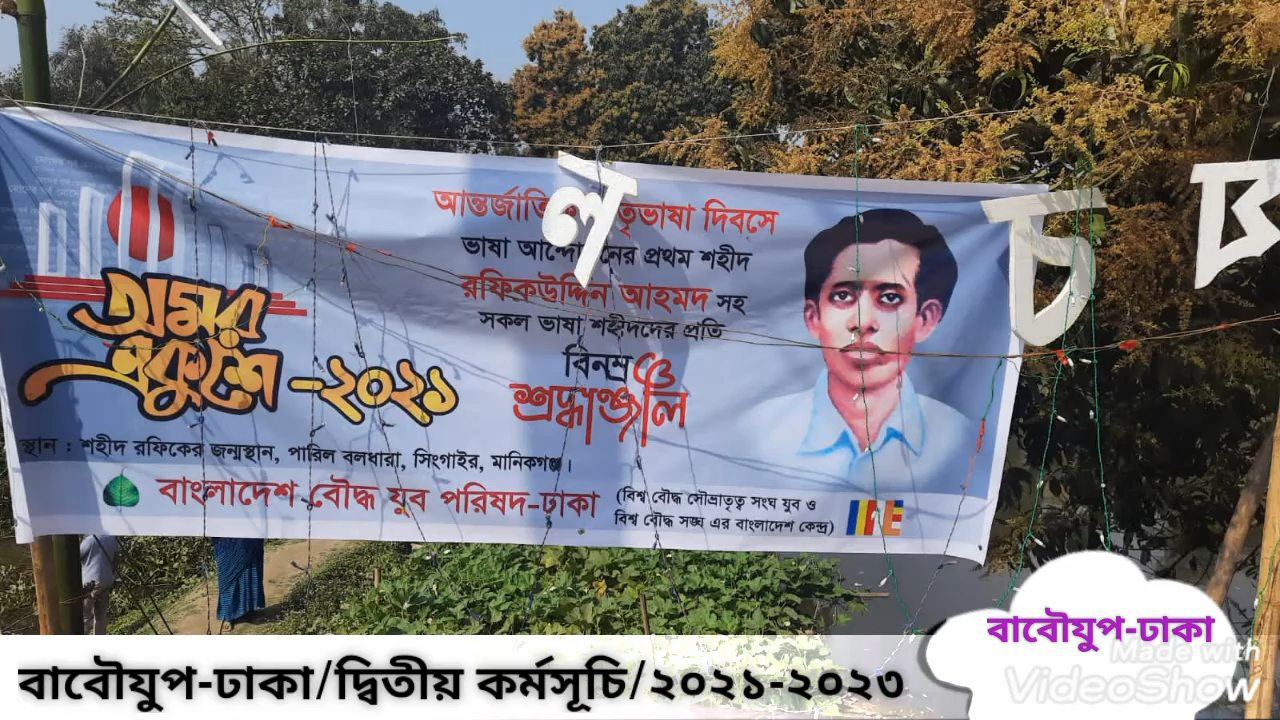 আন্তর্জাতি তৃভাষা দিবসে
ভাষা আন্দো নের প্রথম শহীদ
রফিকউদ্দিন আহমদ সহ
সকল ভাষা শহীদদের প্রতি
বিনম্র ও
শ্রদ্ধাঞ্জলি
অমর
একুশে -২০২১
স্থান : শহীদ রফিকের জন্মস্থান, পারিল বলধারা, সিংগাইর, মানিকগঞ্জ।
বাংলাদেশ বৌদ্ধ যুব পরিষদ-ঢাকা
(বিশ্ব বৌদ্ধ সৌভ্রাতৃত্ব সংঘ যুব ও
বিশ্ব বৌদ্ধ সঙ্ঘ এর বাংলাদেশ কেন্দ্র)
ল
চ
বাবৌযুপ-ঢাকা
Made with
VideoShow
বাবৌযুপ-ঢাকা/দ্বিতীয় কর্মসূচি/২০২১-২০২৩